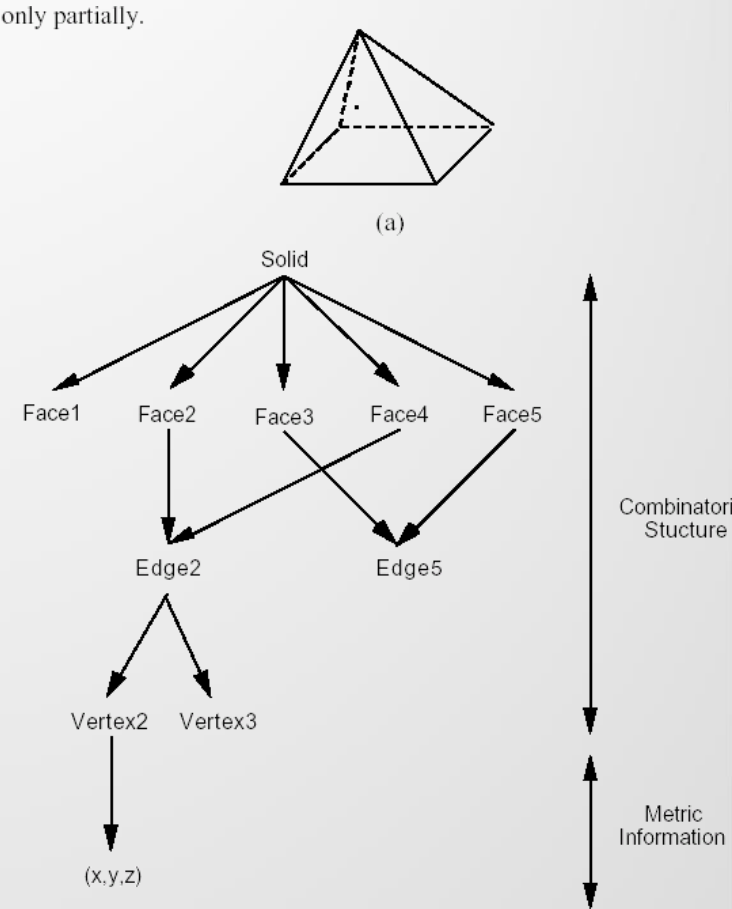 only partially.
(a)
Solid
Face1 Face2 Face3 Face4 Face5
Combinatori
Stucture
Edge2 Edge5
Vertex2 Vertex3
Metric
Information
(x,y,z)